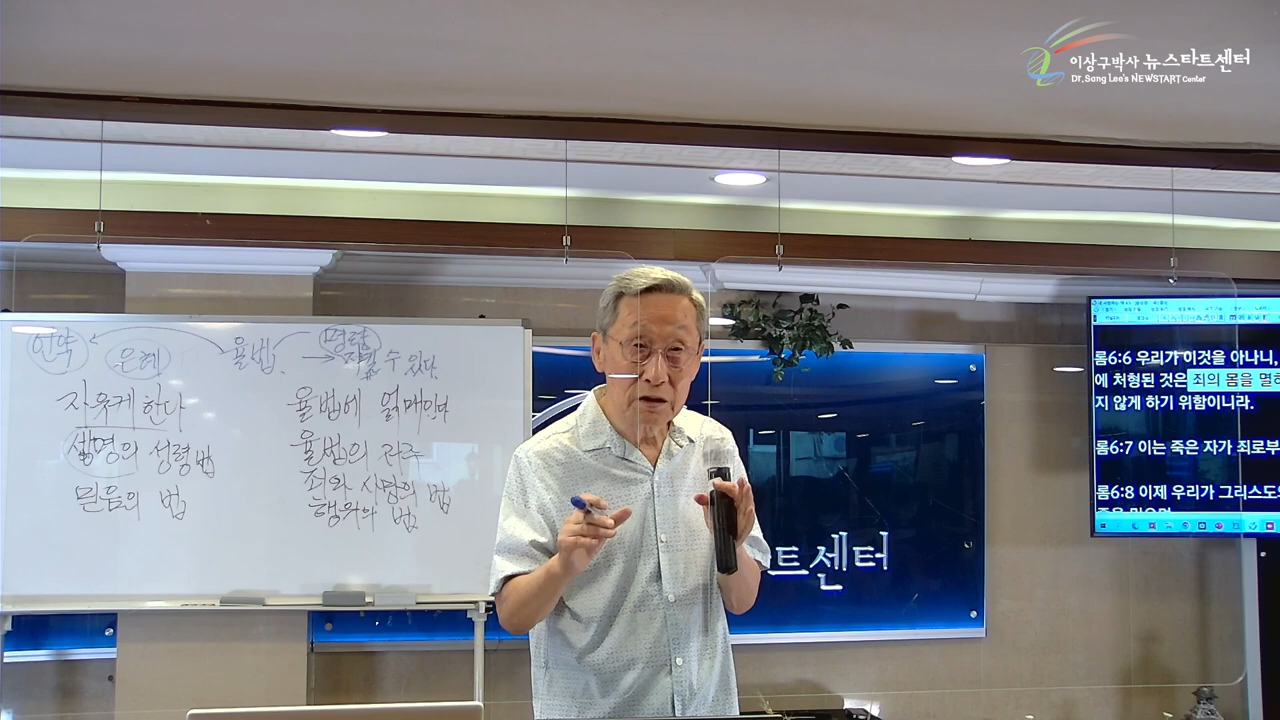 이상구박사 뉴스타트센터
Dr. Sang Lee's NEWSTART Center
언약
은혜
율법.
명령
→ 지킬 수 있다.
자유케 한다
율법에 얽매인다
생명의 성령법
율법의 저주
믿음의 법
죄와 사망의 법
행위의 법
트센터
롬6:6 우리가 이것을 아나니,
에 처형된 것은 죄의 몸을 멸하
지 않게 하기 위함이니라.
롬6:7 이는 죽은 자가 죄로부
롬6:8 이제 우리가 그리스도